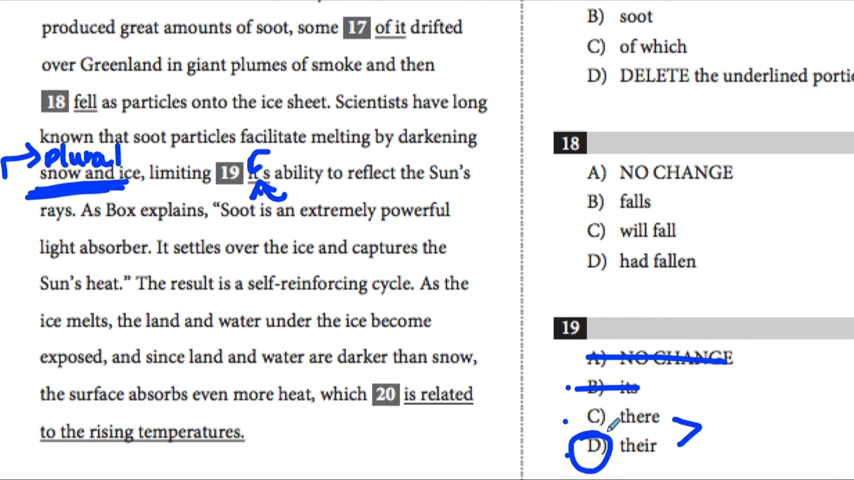 produced great amounts of soot, some 17 of it drifted
over Greenland in giant plumes of smoke and then
18 fell as particles onto the ice sheet. Scientists have long
known that soot particles facilitate melting by darkening
plural
snow and ice, limiting 19 it's ability to reflect the Sun's
rays. As Box explains, “Soot is an extremely powerful
light absorber. It settles over the ice and captures the
Sun's heat.” The result is a self-reinforcing cycle. As the
ice melts, the land and water under the ice become
exposed, and since land and water are darker than snow,
the surface absorbs even more heat, which 20 is related
to the rising temperatures.
B) soot
C) of which
D) DELETE the underlined portio
18
A) NO CHANGE
B) falls
C) will fall
D) had fallen
19
A) NO CHANGE
B) its
C) there
D) their